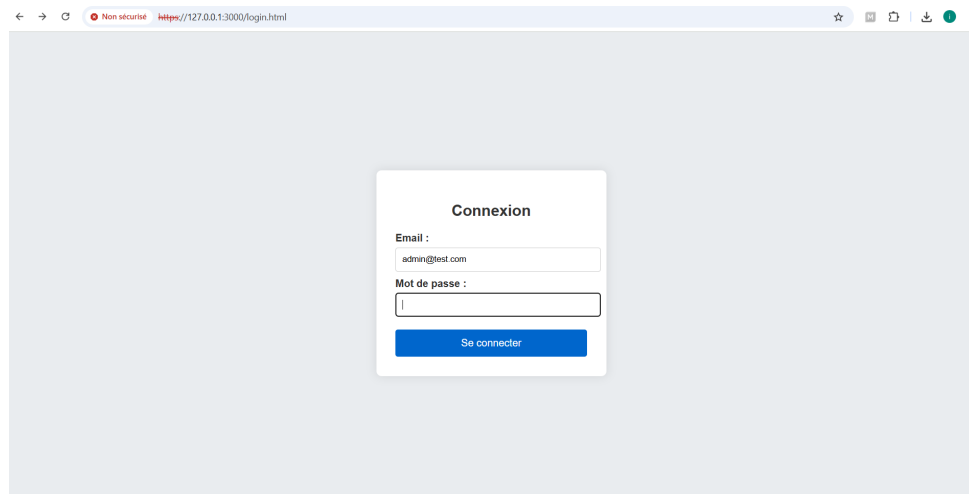 Non sécurisé https://127.0.0.1:3000/login.html
Connexion
Email :
admin@test.com
Mot de passe :
Se connecter